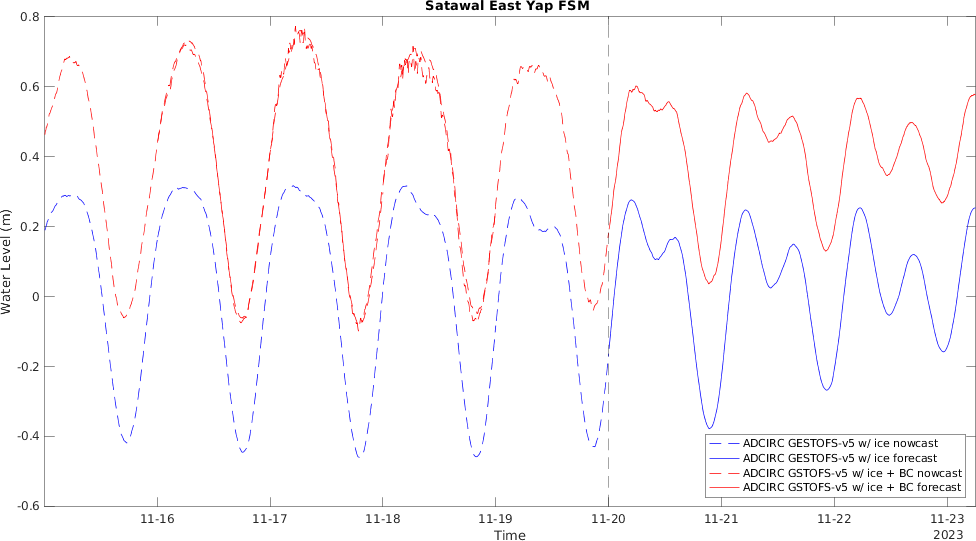 Satawal East Yap FSM
Water Level (m)
0.8
0.6
0.4
0.2
0
-0.2
-0.4
-0.6
11-16
11-17
11-18
11-19
11-20
11-21
11-22
11-23
Time
2023
ADCIRC GESTOFS-v5 w/ ice nowcast
ADCIRC GESTOFS-v5 w/ ice forecast
ADCIRC GSTOFS-v5 w/ ice + BC nowcast
ADCIRC GSTOFS-v5 w/ ice + BC forecast